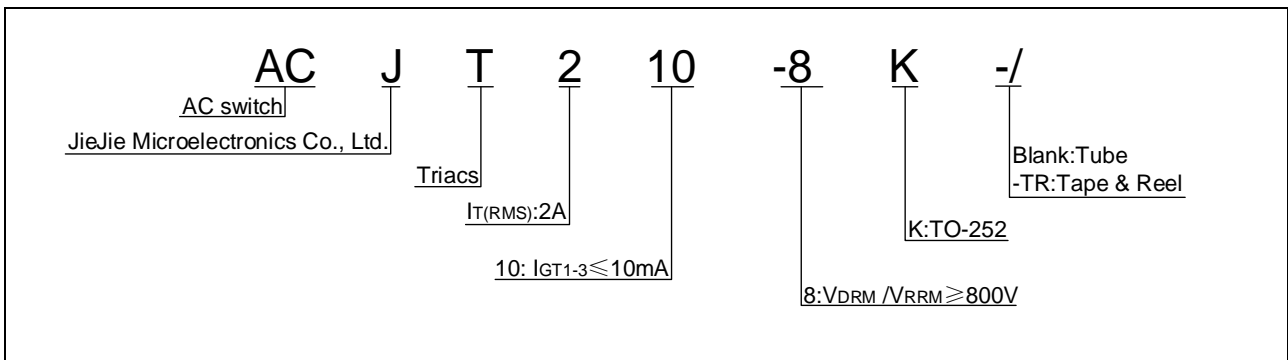 AC J T 2 10 -8 K -/
AC switch
JieJie Microelectronics Co., Ltd.
Triacs
IT(RMS):2A
10: IGT1-3≤10mA
Blank:Tube
-TR:Tape & Reel
K:TO-252
8:VDRM /VRRM≥800V